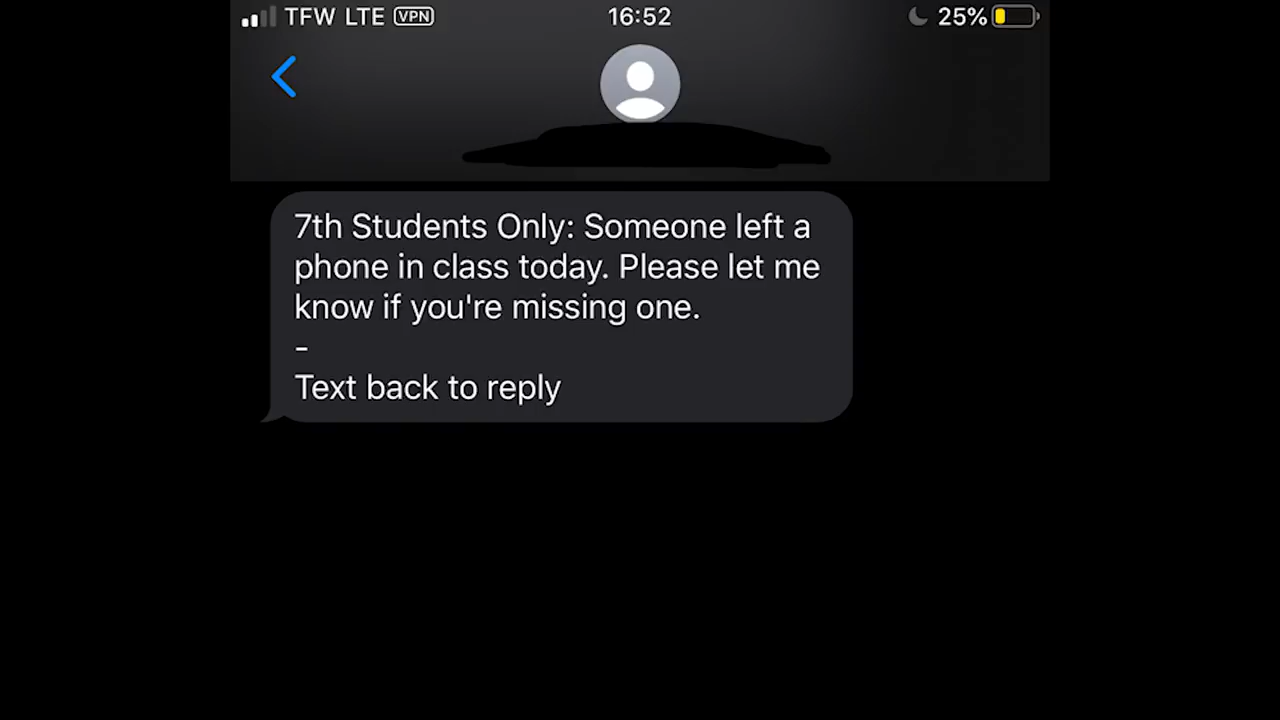 TFW LTE VPN 16:52 25%
7th Students Only: Someone left a
phone in class today. Please let me
know if you're missing one.
-
Text back to reply